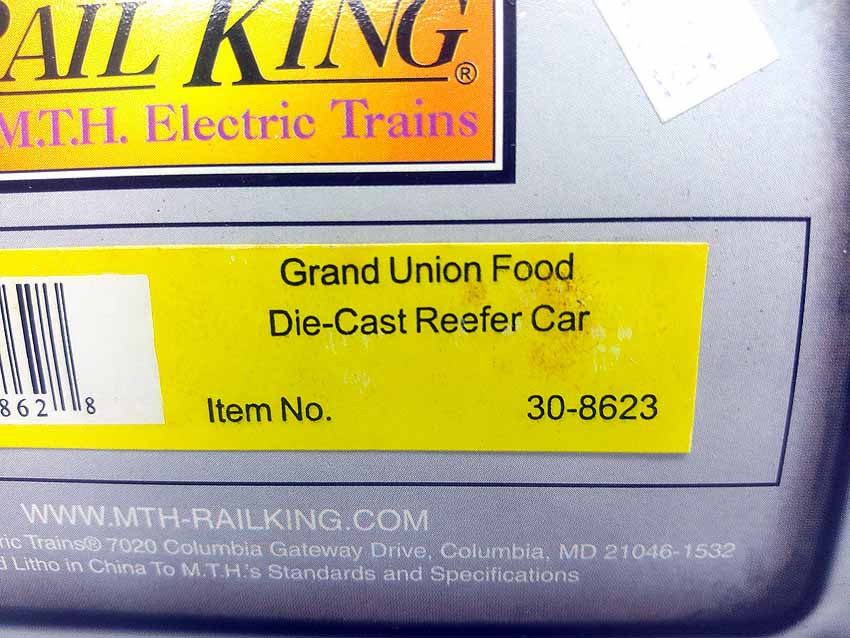 RAIL KING®
M.T.H. Electric Trains
Grand Union Food
Die-Cast Reefer Car
862 8
Item No. 30-8623
WWW.MTH-RAILKING.COM
ric Trains® 7020 Columbia Gateway Drive, Columbia, MD 21046-1532
d Litho in China To M.T.H.'s Standards and Specifications